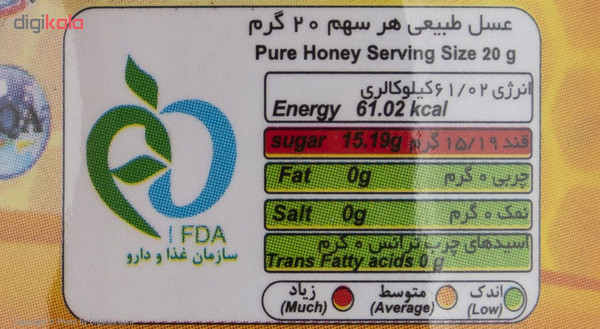 digikala
عسل طبیعی هر سهم ۲۰ گرم
Pure Honey Serving Size 20 g
انرژی ۶۱/۰۲ کیلوکالری
Energy 61.02 kcal
sugar 15.19g قند ۱۵/۱۹ گرم
Fat 0g چربی ۰ گرم
Salt 0g نمک ۰ گرم
اسیدهای چرب ترانس ۰ گرم
Trans Fatty acids 0 g
IFDA
سازمان غذا و دارو
زیاد (Much) متوسط (Average) اندک (Low)
QA